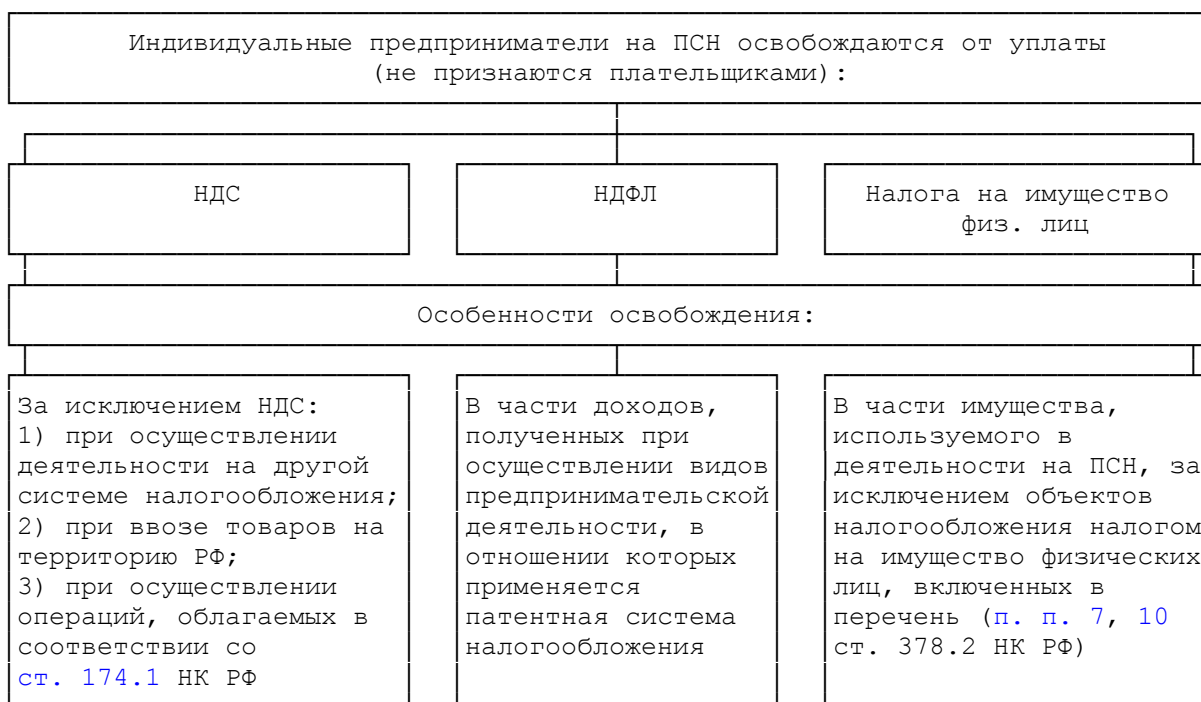 Индивидуальные предприниматели на ПСН освобождаются от уплаты
(не признаются плательщиками):
НДС
НДФЛ
Налога на имущество
физ. лиц
Особенности освобождения:
За исключением НДС:
1) при осуществлении
деятельности на другой
системе налогообложения;
2) при ввозе товаров на
территорию РФ;
3) при осуществлении
операций, облагаемых в
соответствии со
ст. 174.1 НК РФ
В части доходов,
полученных при
осуществлении видов
предпринимательской
деятельности, в
отношении которых
применяется
патентная система
налогообложения
В части имущества,
используемого в
деятельности на ПСН, за
исключением объектов
налогообложения налогом
на имущество физических
лиц, включенных в
перечень (п. п. 7, 10
ст. 378.2 НК РФ)